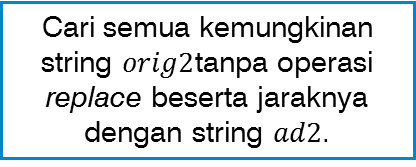 Cari semua kemungkinan
string orig2tanpa operasi
replace beserta jaraknya
dengan string ad2.